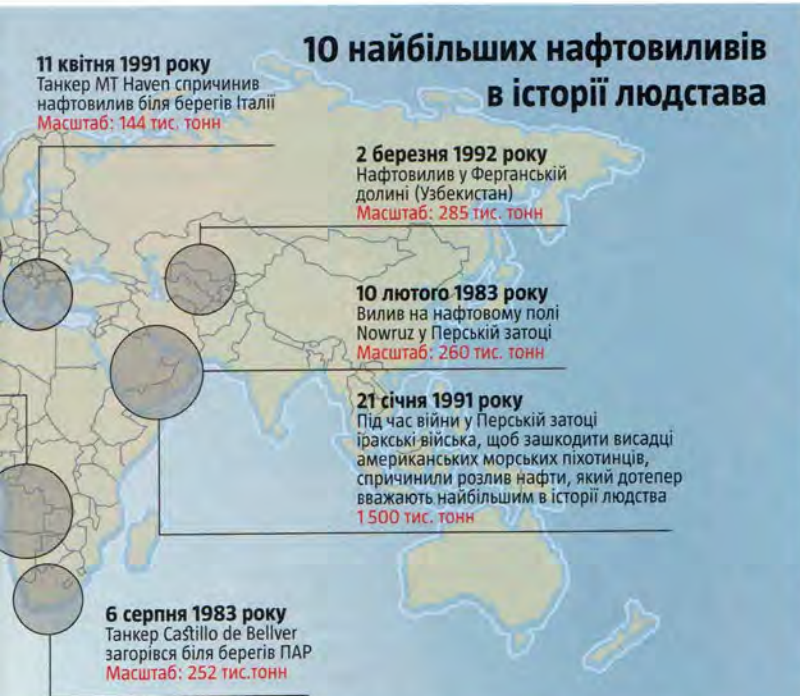 10 найбільших нафтовиливів
в історії людстава
11 квітня 1991 року
Танкер MT Haven спричинив
нафтовилив біля берегів Італії
Масштаб: 144 тис. тонн
2 березня 1992 року
Нафтовилив у Ферганській
долині (Узбекистан)
Масштаб: 285 тис. тонн
10 лютого 1983 року
Вилив на нафтовому полі
Nowruz у Перській затоці
Масштаб: 260 тис. тонн
21 січня 1991 року
Під час війни у Перській затоці
іракські війська, щоб зашкодити висадці
американських морських піхотинців,
спричинили розлив нафти, який дотепер
вважають найбільшим в історії людства
1 500 тис. тонн
6 серпня 1983 року
Танкер Castillo de Bellver
загорівся біля берегів ПАР
Масштаб: 252 тис.тонн